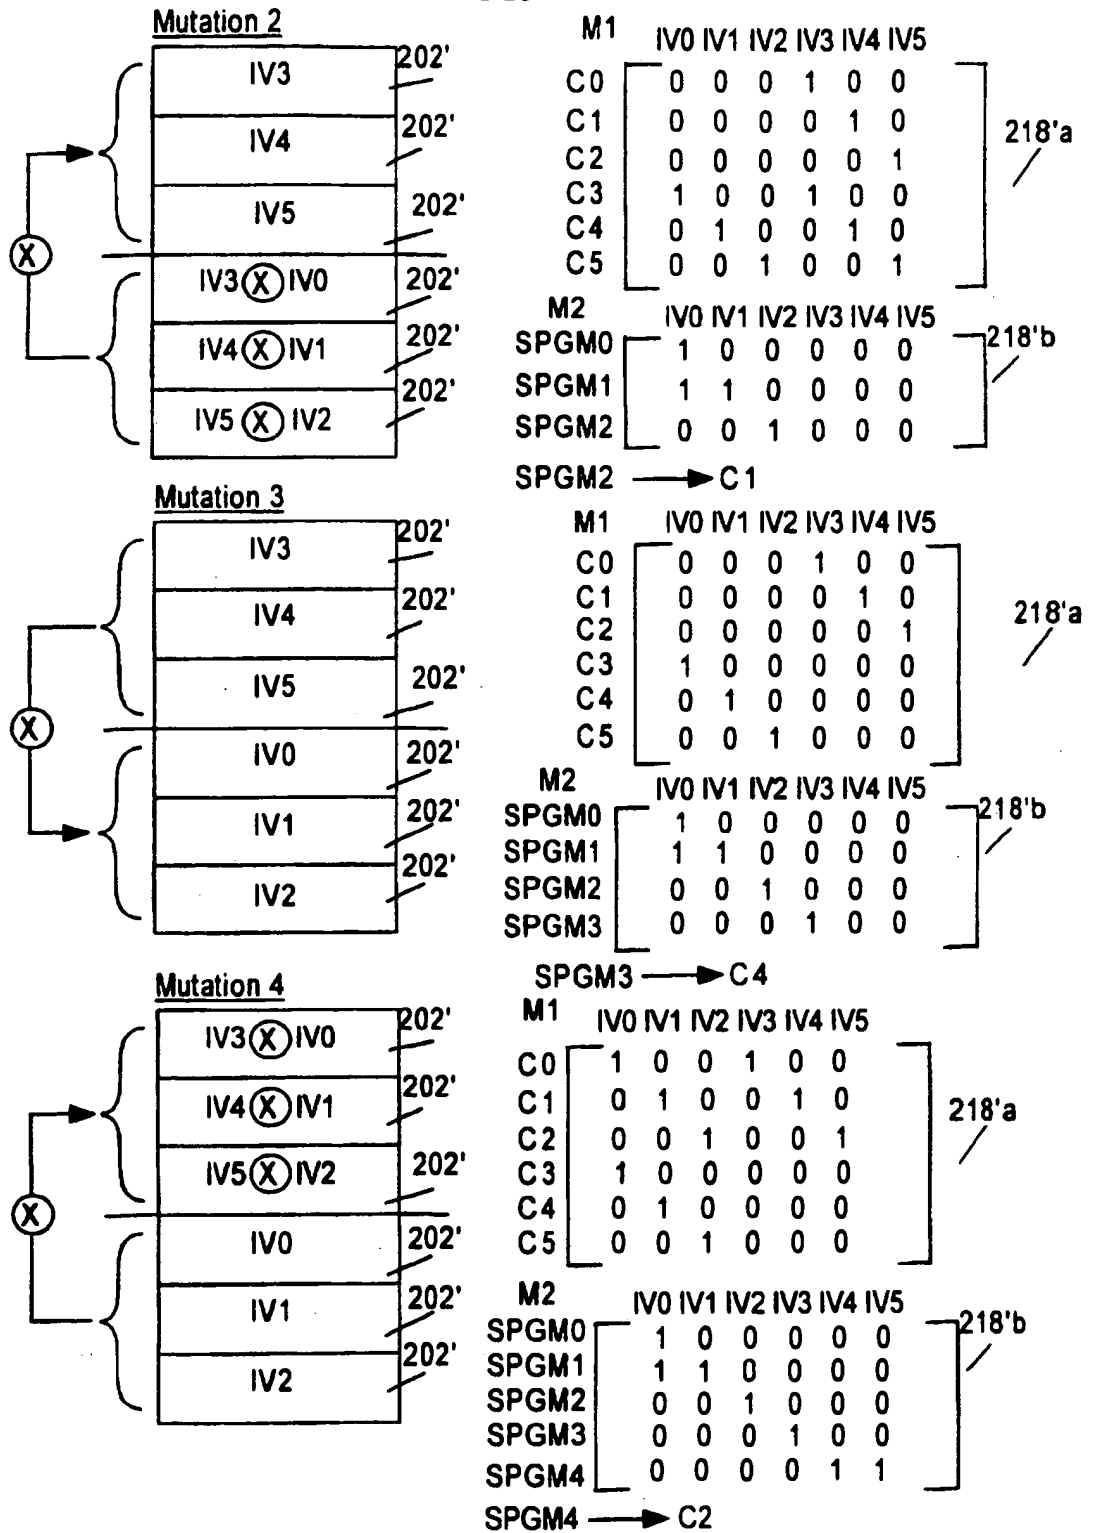 Mutation 2
IV3 202'
IV4 202'
IV5 202'
X
IV3 X IV0 202'
IV4 X IV1 202'
IV5 X IV2 202'
M1 IV0 IV1 IV2 IV3 IV4 IV5
C0 0 0 0 1 0 0
C1 0 0 0 0 1 0
C2 0 0 0 0 0 1
C3 1 0 0 1 0 0
C4 0 1 0 0 1 0
C5 0 0 1 0 0 1
218'a
M2 IV0 IV1 IV2 IV3 IV4 IV5
SPGM0 1 0 0 0 0 0
SPGM1 1 1 0 0 0 0
SPGM2 0 0 1 0 0 0
218'b
SPGM2 → C1
Mutation 3
IV3 202'
IV4 202'
IV5 202'
X
IV0 202'
IV1 202'
IV2 202'
M1 IV0 IV1 IV2 IV3 IV4 IV5
C0 0 0 0 1 0 0
C1 0 0 0 0 1 0
C2 0 0 0 0 0 1
C3 1 0 0 0 0 0
C4 0 1 0 0 0 0
C5 0 0 1 0 0 0
218'a
M2 IV0 IV1 IV2 IV3 IV4 IV5
SPGM0 1 0 0 0 0 0
SPGM1 1 1 0 0 0 0
SPGM2 0 0 1 0 0 0
SPGM3 0 0 0 1 0 0
218'b
SPGM3 → C4
Mutation 4
IV3 X IV0 202'
IV4 X IV1 202'
IV5 X IV2 202'
X
IV0 202'
IV1 202'
IV2 202'
M1 IV0 IV1 IV2 IV3 IV4 IV5
C0 1 0 0 1 0 0
C1 0 1 0 0 1 0
C2 0 0 1 0 0 1
C3 1 0 0 0 0 0
C4 0 1 0 0 0 0
C5 0 0 1 0 0 0
218'a
M2 IV0 IV1 IV2 IV3 IV4 IV5
SPGM0 1 0 0 0 0 0
SPGM1 1 1 0 0 0 0
SPGM2 0 0 1 0 0 0
SPGM3 0 0 0 1 0 0
SPGM4 0 0 0 0 1 1
218'b
SPGM4 → C2